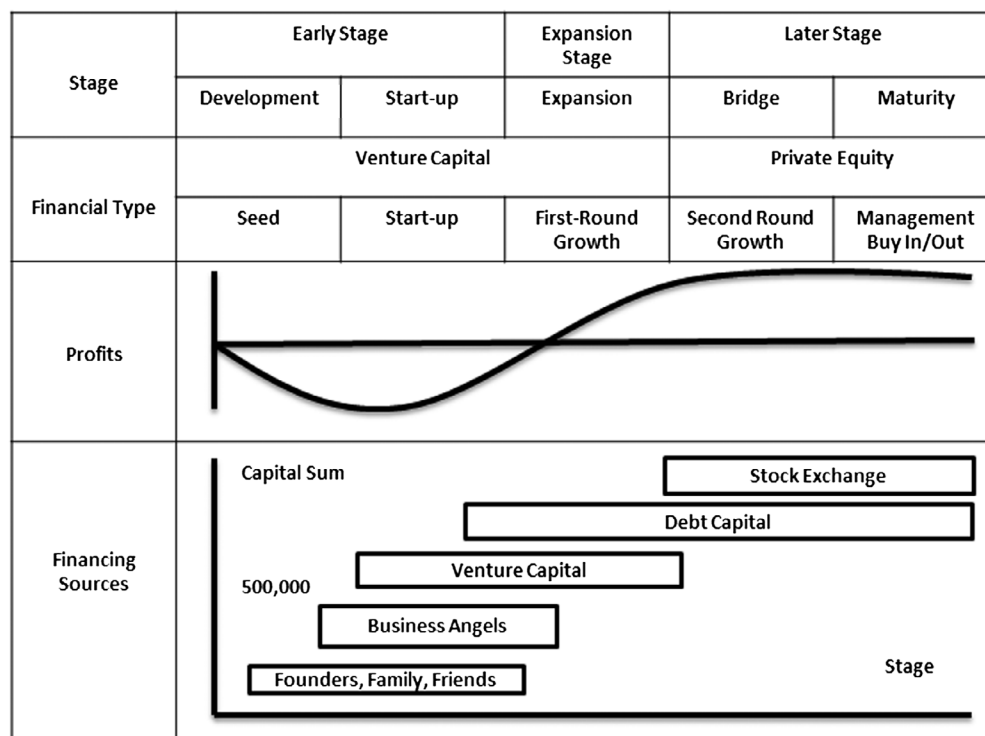 Stage
Early Stage
Expansion
Stage
Later Stage
Development
Start-up
Expansion
Bridge
Maturity
Financial Type
Venture Capital
Private Equity
Seed
Start-up
First-Round
Growth
Second Round
Growth
Management
Buy In/Out
Profits
Financing
Sources
Capital Sum
Stock Exchange
Debt Capital
Venture Capital
500,000
Business Angels
Founders, Family, Friends
Stage